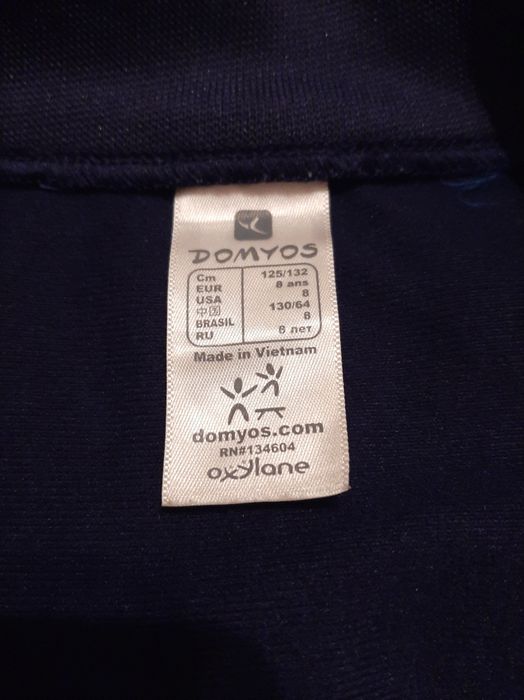 DOMYOS
Cm 125/132
EUR 8 ans
USA 8
中国 130/64
BRASIL 8
RU 8 лет
Made in Vietnam
domyos.com
RN#134604
oxylane